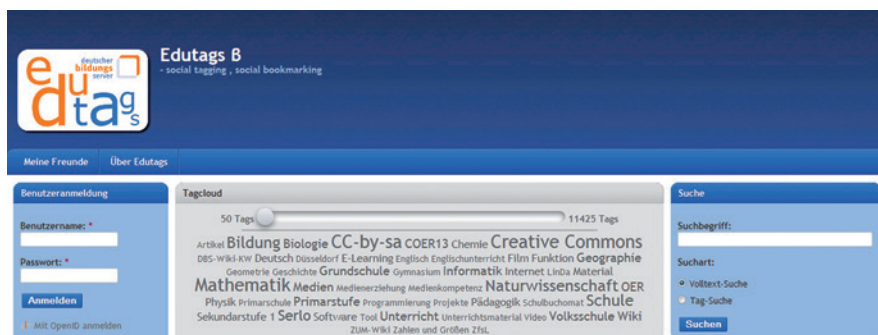 edutags
deutscher
bildungs
server
Edutags ß
- social tagging , social bookmarking
Meine Freunde Über Edutags
Benutzeranmeldung
Benutzername: *
Passwort: *
Anmelden
Mit OpenID anmelden
Tagcloud
50 Tags 11425 Tags
Artikel Bildung Biologie CC-by-sa COER13 Chemie Creative Commons
DBS-Wiki-KW Deutsch Düsseldorf E-Learning Englisch Englischunterricht Film Funktion Geographie
Geometrie Geschichte Grundschule Gymnasium Informatik Internet LinDa Material
Mathematik Medien Medienerziehung Medienkompetenz Naturwissenschaft OER
Physik Primarschule Primarstufe Programmierung Projekte Pädagogik Schulbuchomat Schule
Sekundarstufe 1 Serlo Software Tool Unterricht Unterrichtsmaterial Video Volksschule Wiki
ZUM-Wiki Zahlen und Größen ZfsL
Suche
Suchbegriff:
Suchart:
Volltext-Suche
Tag-Suche
Suchen